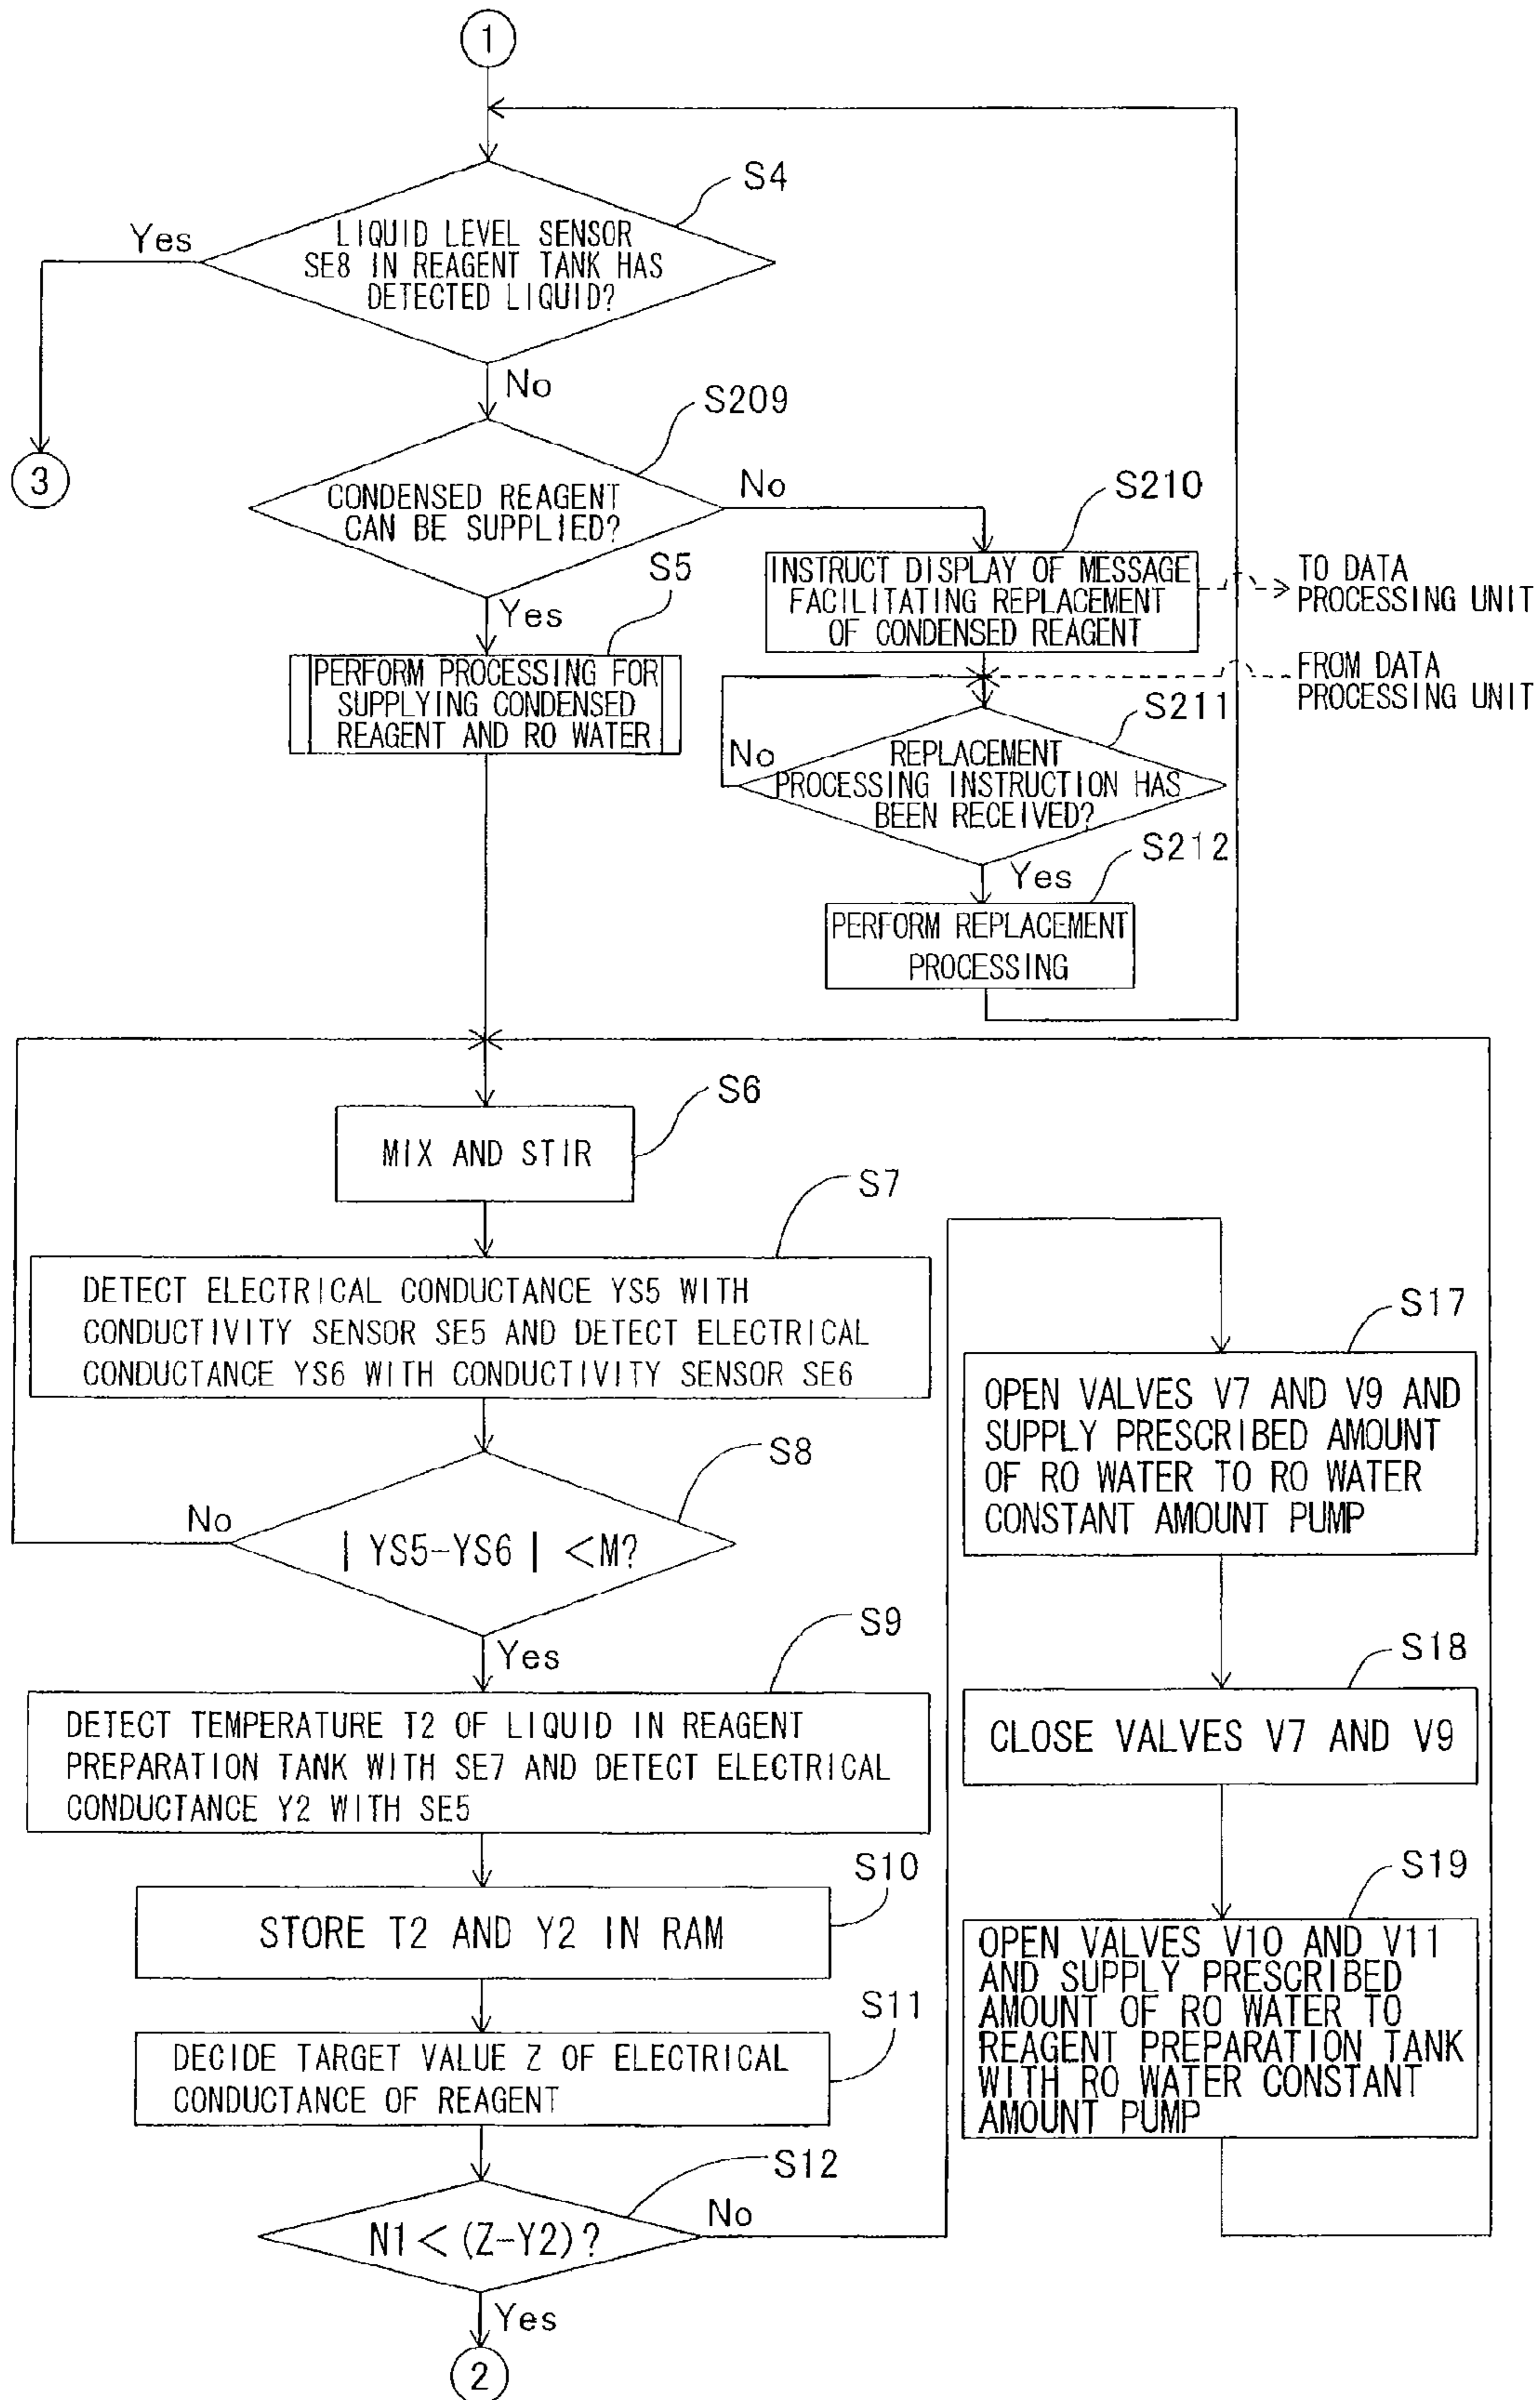 1
S4
LIQUID LEVEL SENSOR
SE8 IN REAGENT TANK HAS
DETECTED LIQUID?
Yes
No
3
S209
CONDENSED REAGENT
CAN BE SUPPLIED?
No
Yes
S210
INSTRUCT DISPLAY OF MESSAGE
FACILITATING REPLACEMENT
OF CONDENSED REAGENT
TO DATA
PROCESSING UNIT
S5
PERFORM PROCESSING FOR
SUPPLYING CONDENSED
REAGENT AND RO WATER
FROM DATA
PROCESSING UNIT
S211
No
REPLACEMENT
PROCESSING INSTRUCTION HAS
BEEN RECEIVED?
Yes
S212
PERFORM REPLACEMENT
PROCESSING
S6
MIX AND STIR
S7
DETECT ELECTRICAL CONDUCTANCE YS5 WITH
CONDUCTIVITY SENSOR SE5 AND DETECT ELECTRICAL
CONDUCTANCE YS6 WITH CONDUCTIVITY SENSOR SE6
S8
No
| YS5-YS6 | <M?
Yes
S9
DETECT TEMPERATURE T2 OF LIQUID IN REAGENT
PREPARATION TANK WITH SE7 AND DETECT ELECTRICAL
CONDUCTANCE Y2 WITH SE5
S10
STORE T2 AND Y2 IN RAM
S11
DECIDE TARGET VALUE Z OF ELECTRICAL
CONDUCTANCE OF REAGENT
S12
N1 < (Z-Y2)?
No
Yes
2
S17
OPEN VALVES V7 AND V9 AND
SUPPLY PRESCRIBED AMOUNT
OF RO WATER TO RO WATER
CONSTANT AMOUNT PUMP
S18
CLOSE VALVES V7 AND V9
S19
OPEN VALVES V10 AND V11
AND SUPPLY PRESCRIBED
AMOUNT OF RO WATER TO
REAGENT PREPARATION TANK
WITH RO WATER CONSTANT
AMOUNT PUMP